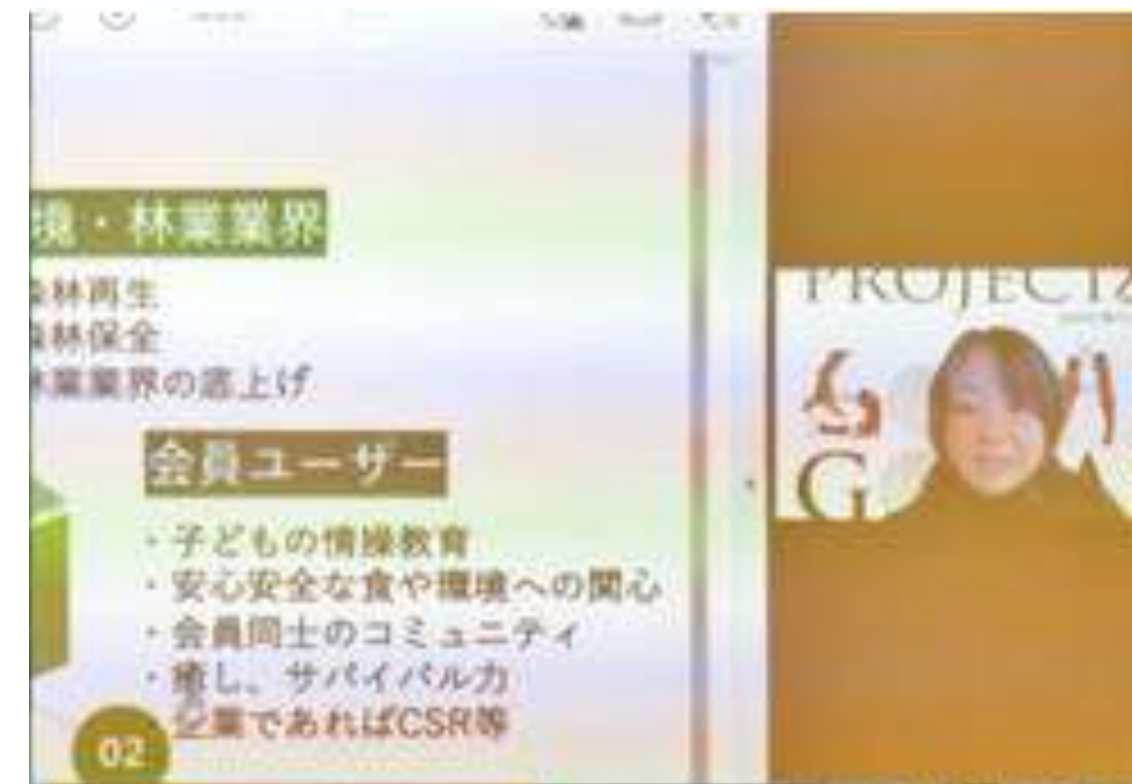 境・林業業界
森林再生
森林保全
林業業界の底上げ
会員ユーザー
・子どもの情操教育
・安心安全な食や環境への関心
・会員同士のコミュニティ
・癒し、サバイバル力
企業であればCSR等
02
PROJECT
G